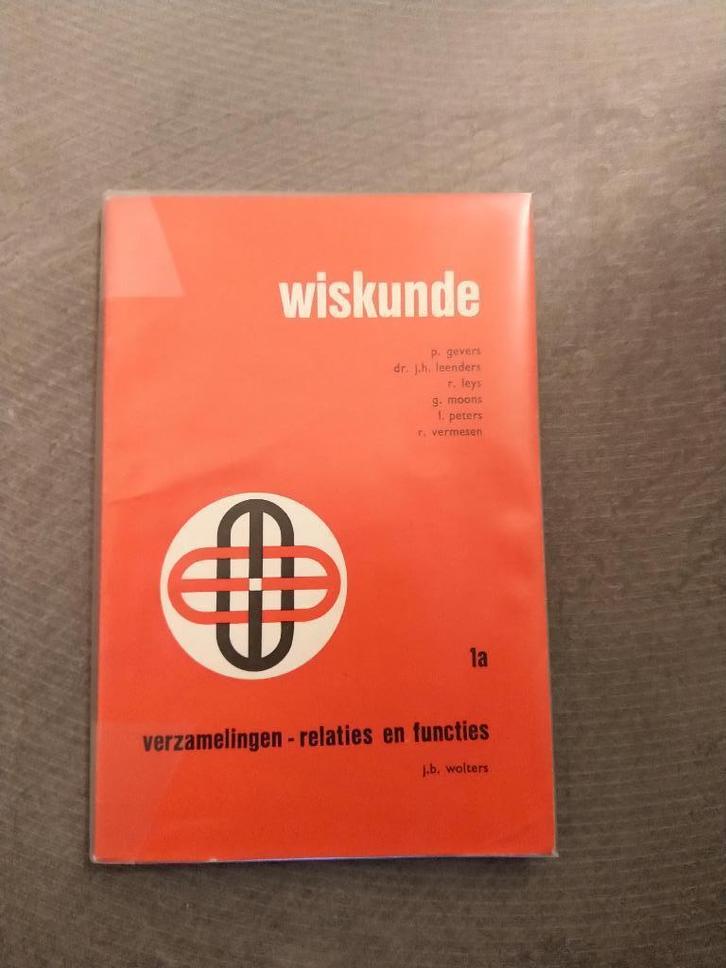 wiskunde
p. gevers
dr. j.h. leenders
r. leys
g. moons
l. peters
r. vermesen
1a
verzamelingen - relaties en functies
j.b. wolters